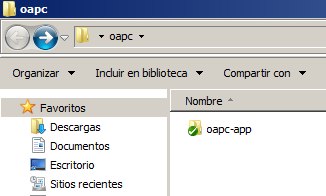 oapc
oapc
Organizar Incluir en biblioteca Compartir con
Favoritos
Descargas
Documentos
Escritorio
Sitios recientes
Nombre
oapc-app